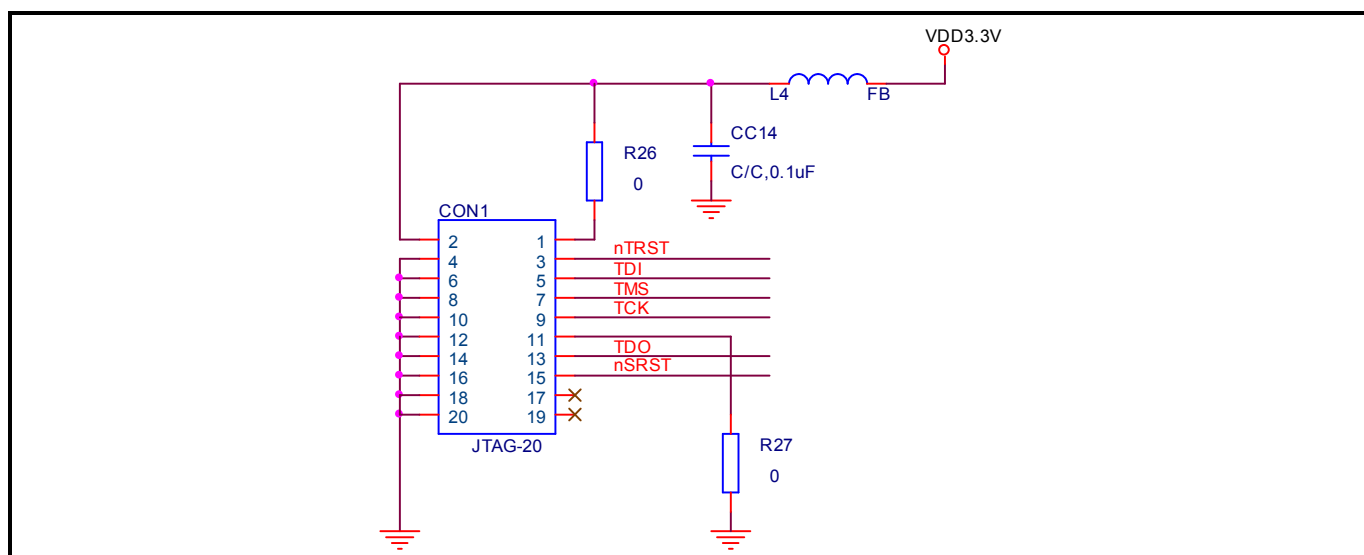 VDD3.3V
L4 FB
CC14
C/C,0.1uF
R26
0
CON1
2 1
4 3 nTRST
6 5 TDI
8 7 TMS
10 9 TCK
12 11
14 13 TDO
16 15 nSRST
18 17
20 19
JTAG-20
R27
0